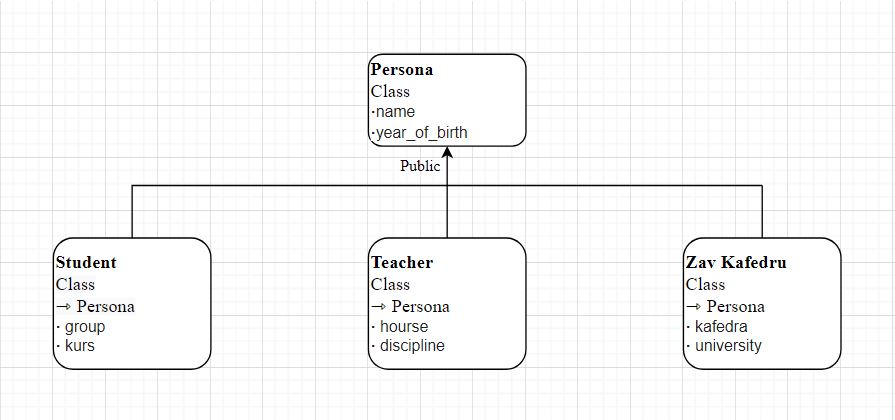 Persona
Class
·name
·year_of_birth
Public
Student
Class
→ Persona
· group
· kurs
Teacher
Class
→ Persona
· hourse
· discipline
Zav Kafedru
Class
→ Persona
· kafedra
· university